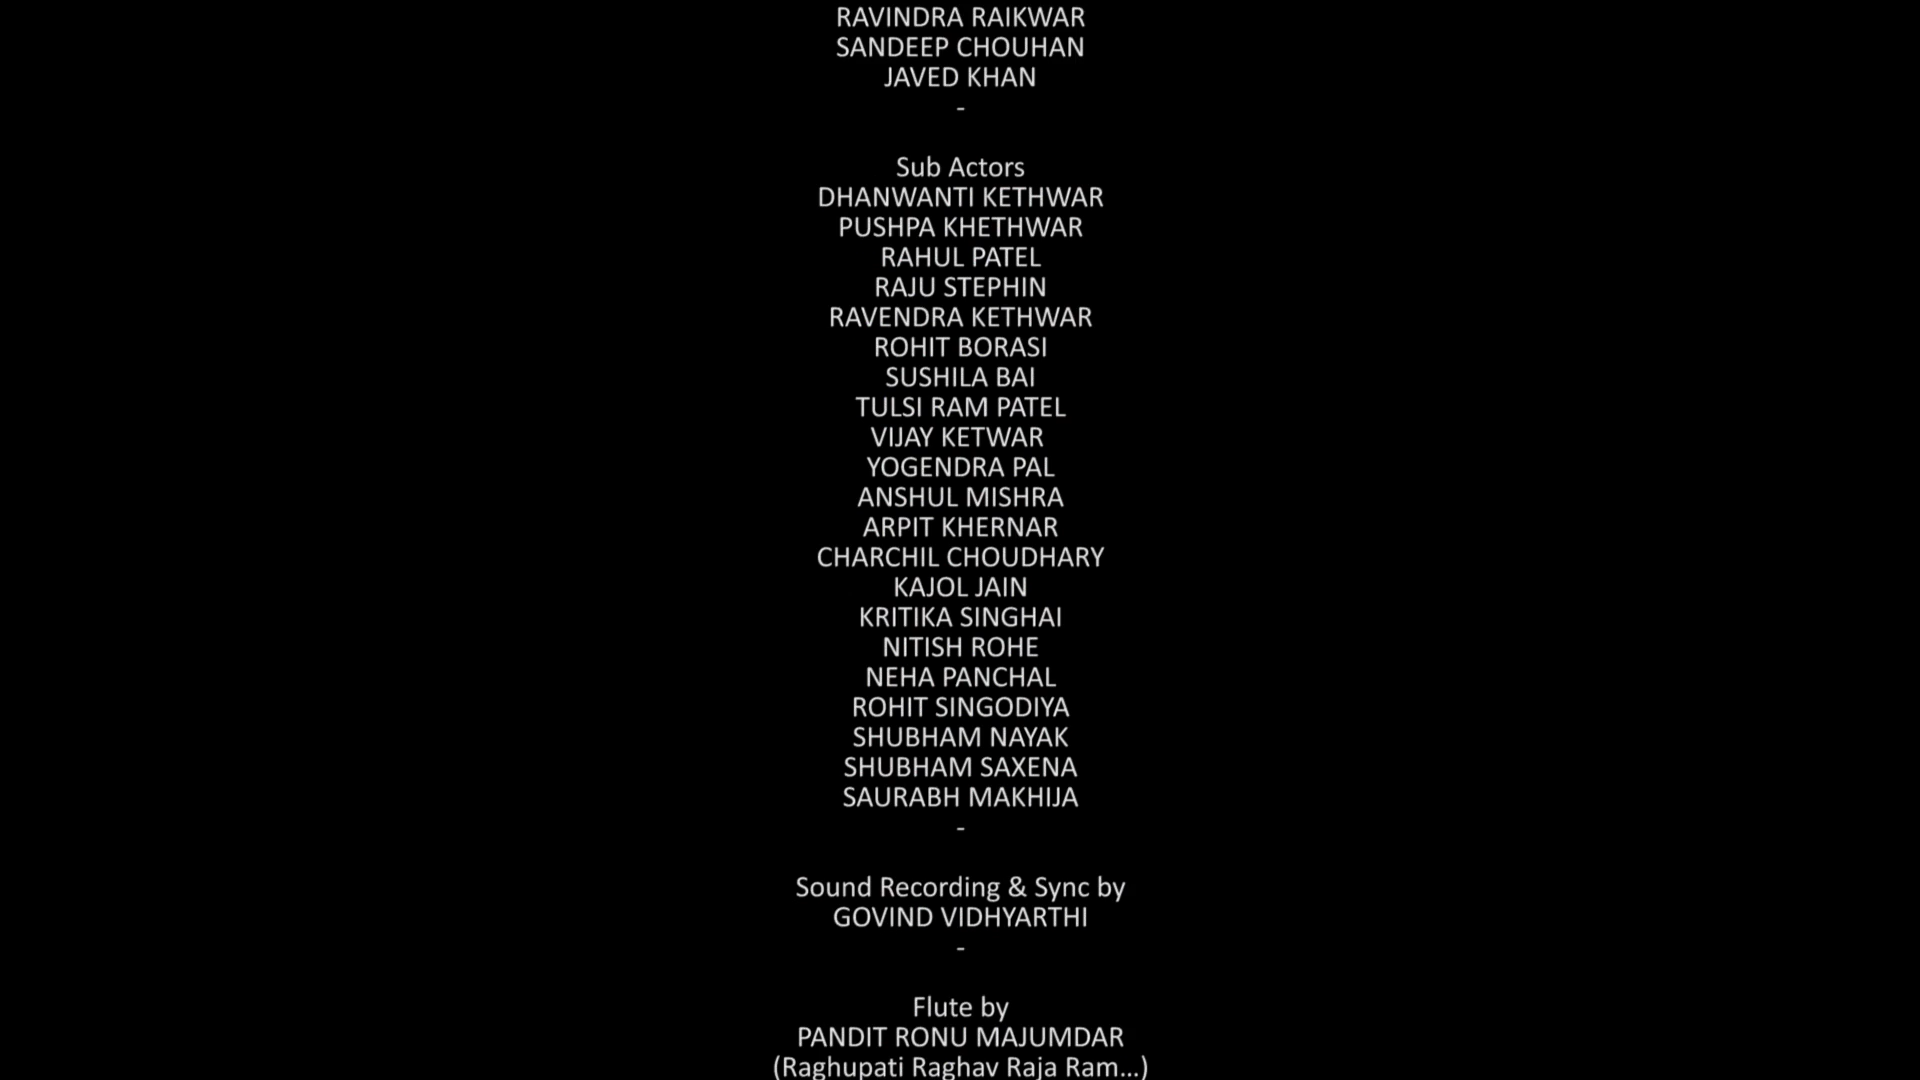 RAVINDRA RAIKWAR
SANDEEP CHOUHAN
JAVED KHAN
-
Sub Actors
DHANWANTI KETHWAR
PUSHPA KHETHWAR
RAHUL PATEL
RAJU STEPHIN
RAVENDRA KETHWAR
ROHIT BORASI
SUSHILA BAI
TULSI RAM PATEL
VIJAY KETWAR
YOGENDRA PAL
ANSHUL MISHRA
ARPIT KHERNAR
CHARCHIL CHOUDHARY
KAJOL JAIN
KRITIKA SINGHAI
NITISH ROHE
NEHA PANCHAL
ROHIT SINGODIYA
SHUBHAM NAYAK
SHUBHAM SAXENA
SAURABH MAKHIJA
-
Sound Recording & Sync by
GOVIND VIDHYARTHI
-
Flute by
PANDIT RONU MAJUMDAR
(Raghupati Raghav Raja Ram...)